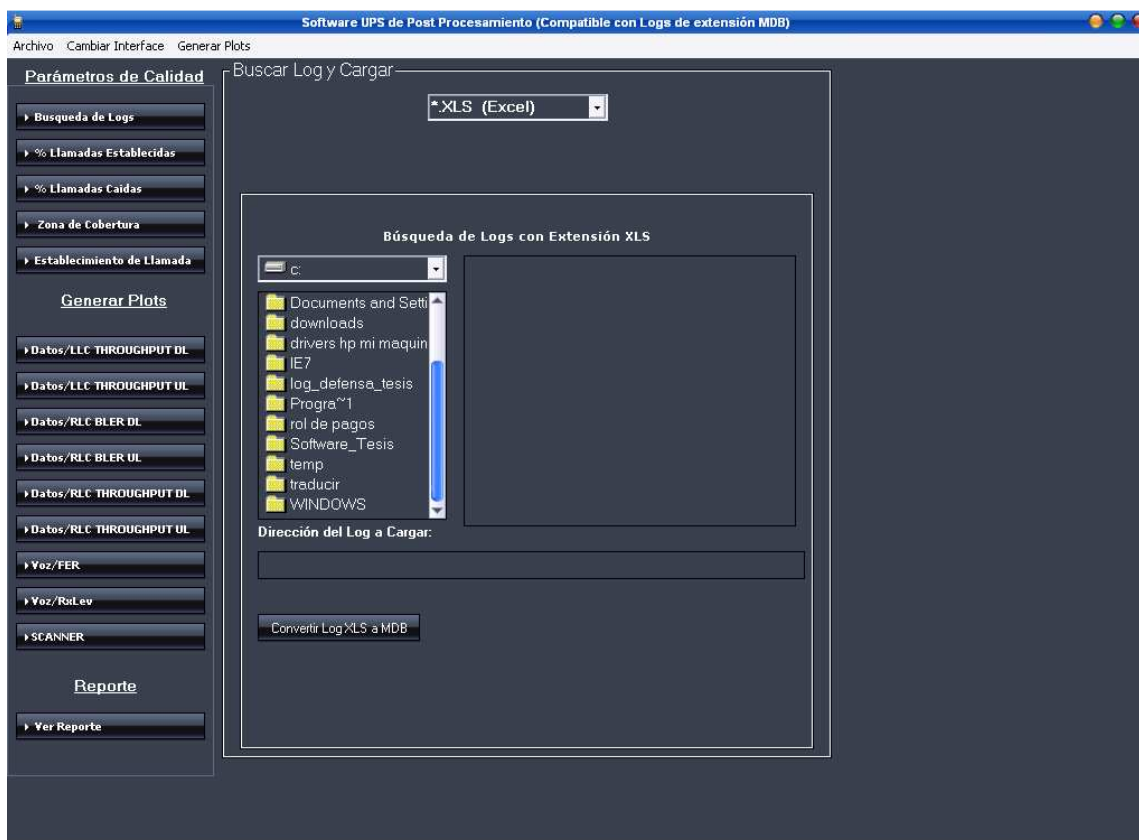 Software UPS de Post Procesamiento (Compatible con Logs de extensión MDB)
Archivo Cambiar Interface Generar Plots
Parámetros de Calidad
Busqueda de Logs
% Llamadas Establecidas
% Llamadas Caidas
Zona de Cobertura
Establecimiento de Llamada
Generar Plots
Datos/LLC THROUGHPUT DL
Datos/LLC THROUGHPUT UL
Datos/RLC BLER DL
Datos/RLC BLER UL
Datos/RLC THROUGHPUT DL
Datos/RLC THROUGHPUT UL
Voz/FER
Voz/RxLev
SCANNER
Reporte
Ver Reporte
Buscar Log y Cargar
*.XLS (Excel)
Búsqueda de Logs con Extensión XLS
c:
Documents and Setti
downloads
drivers hp mi maquin
IE7
log_defensa_tesis
Progra~1
rol de pagos
Software_Tesis
temp
traducir
WINDOWS
Dirección del Log a Cargar:
Convertir Log XLS a MDB